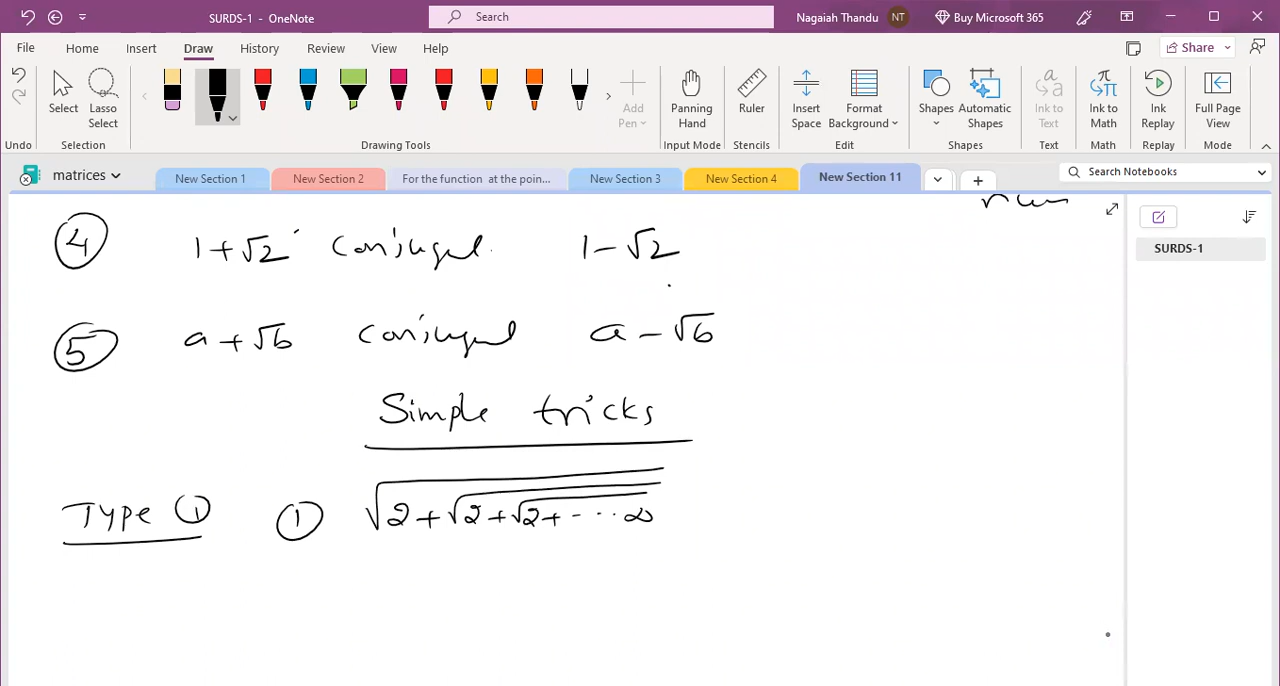 SURDS-1 - OneNote
Search
Nagaiah Thandu NT
Buy Microsoft 365
File Home Insert Draw History Review View Help
Share
Select Lasso Select
Add Pen
Panning Hand
Ruler
Insert Space
Format Background
Shapes
Automatic Shapes
Ink to Text
Ink to Math
Ink Replay
Full Page View
Undo Selection Drawing Tools Input Mode Stencils Edit Shapes Text Math Replay Mode
matrices
New Section 1 New Section 2 For the function at the poin... New Section 3 New Section 4 New Section 11
Search Notebooks
SURDS-1
④ 1+√2 conjugal 1-√2
⑤ a+√b conjugal a-√b
Simple tricks
Type ① ① √2+√2+√2+---∞